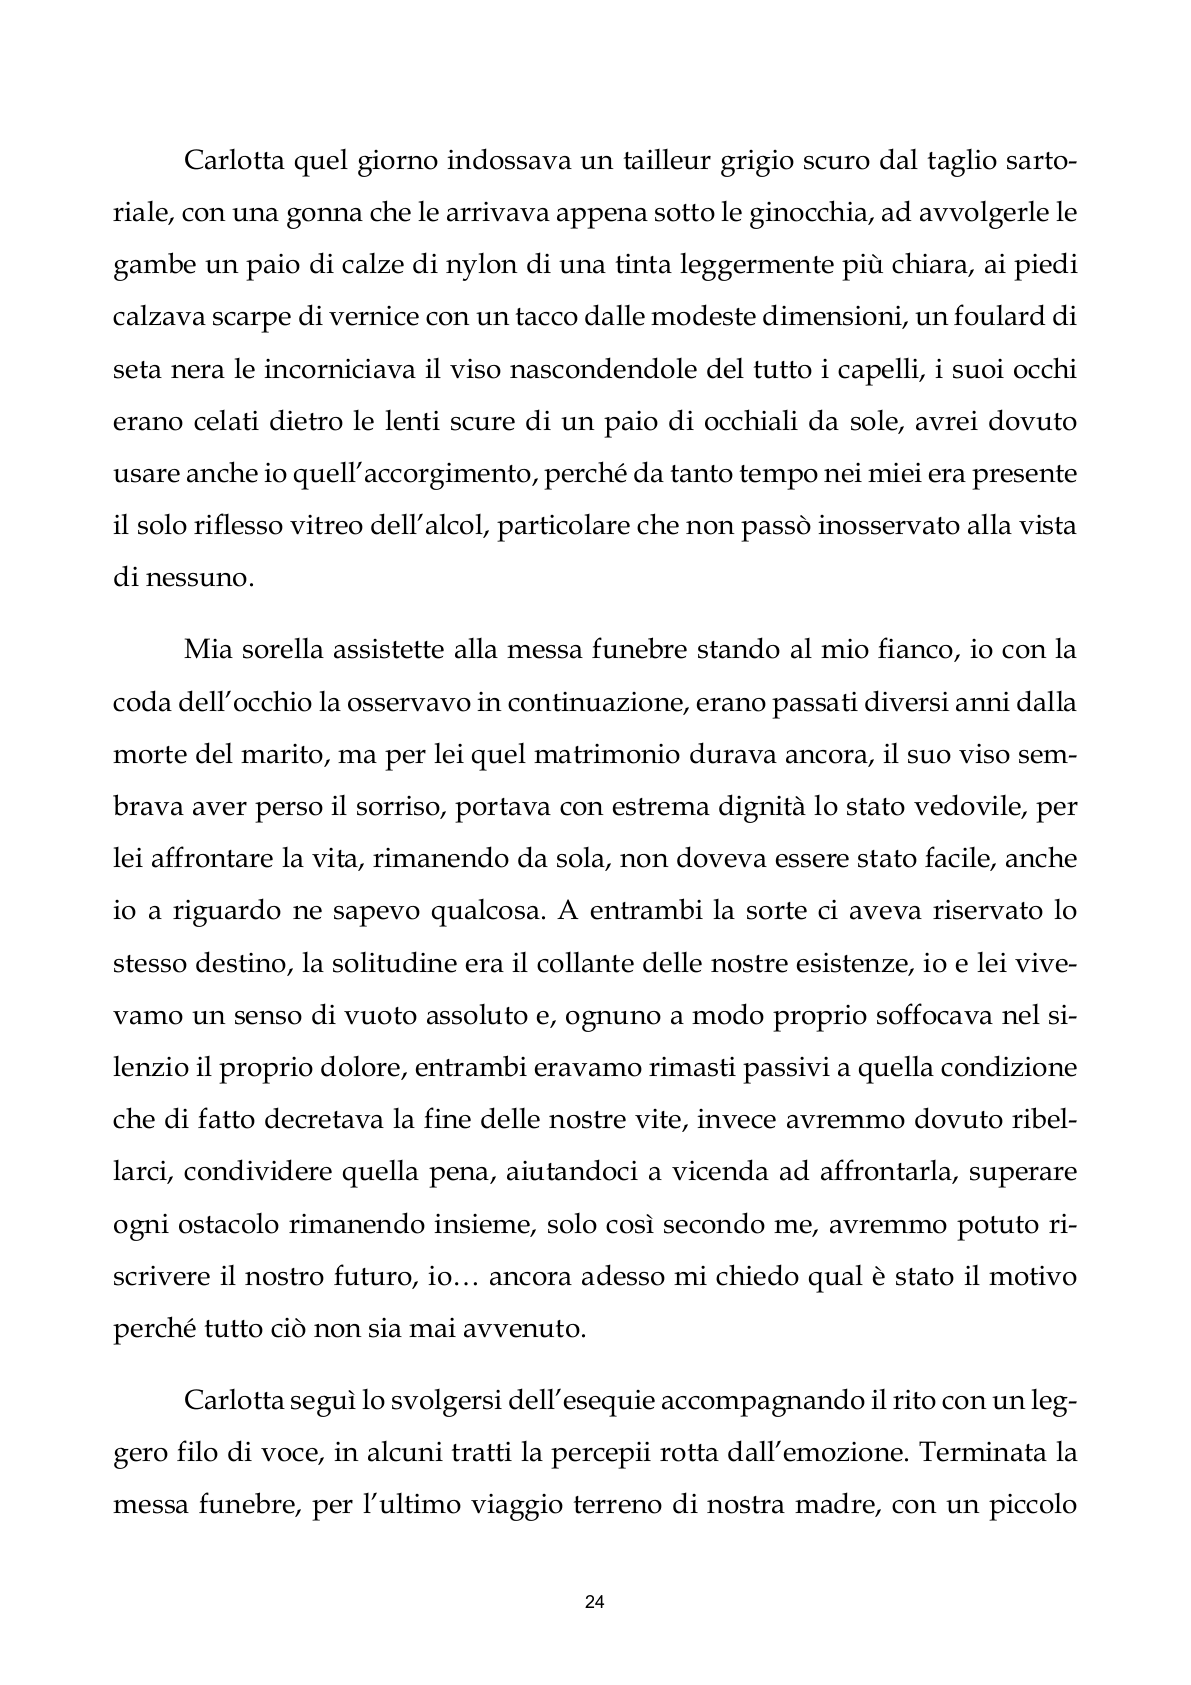 Carlotta quel giorno indossava un tailleur grigio scuro dal taglio sarto-
riale, con una gonna che le arrivava appena sotto le ginocchia, ad avvolgerle le
gambe un paio di calze di nylon di una tinta leggermente più chiara, ai piedi
calzava scarpe di vernice con un tacco dalle modeste dimensioni, un foulard di
seta nera le incorniciava il viso nascondendole del tutto i capelli, i suoi occhi
erano celati dietro le lenti scure di un paio di occhiali da sole, avrei dovuto
usare anche io quell’accorgimento, perché da tanto tempo nei miei era presente
il solo riflesso vitreo dell’alcol, particolare che non passò inosservato alla vista
di nessuno.
Mia sorella assistette alla messa funebre stando al mio fianco, io con la
coda dell’occhio la osservavo in continuazione, erano passati diversi anni dalla
morte del marito, ma per lei quel matrimonio durava ancora, il suo viso sem-
brava aver perso il sorriso, portava con estrema dignità lo stato vedovile, per
lei affrontare la vita, rimanendo da sola, non doveva essere stato facile, anche
io a riguardo ne sapevo qualcosa. A entrambi la sorte ci aveva riservato lo
stesso destino, la solitudine era il collante delle nostre esistenze, io e lei vive-
vamo un senso di vuoto assoluto e, ognuno a modo proprio soffocava nel si-
lenzio il proprio dolore, entrambi eravamo rimasti passivi a quella condizione
che di fatto decretava la fine delle nostre vite, invece avremmo dovuto ribel-
larci, condividere quella pena, aiutandoci a vicenda ad affrontarla, superare
ogni ostacolo rimanendo insieme, solo così secondo me, avremmo potuto ri-
scrivere il nostro futuro, io… ancora adesso mi chiedo qual è stato il motivo
perché tutto ciò non sia mai avvenuto.
Carlotta seguì lo svolgersi dell’esequie accompagnando il rito con un leg-
gero filo di voce, in alcuni tratti la percepii rotta dall’emozione. Terminata la
messa funebre, per l’ultimo viaggio terreno di nostra madre, con un piccolo
24